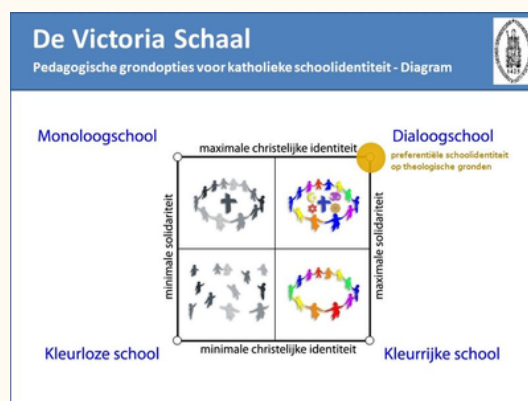 De Victoria Schaal
Pedagogische grondopties voor katholieke schoolidentiteit - Diagram
1425
Monoloogschool
maximale christelijke identiteit
Dialoogschool
preferentiële schoolidentiteit
op theologische gronden
minimale solidariteit
maximale solidariteit
Kleurloze school
minimale christelijke identiteit
Kleurrijke school